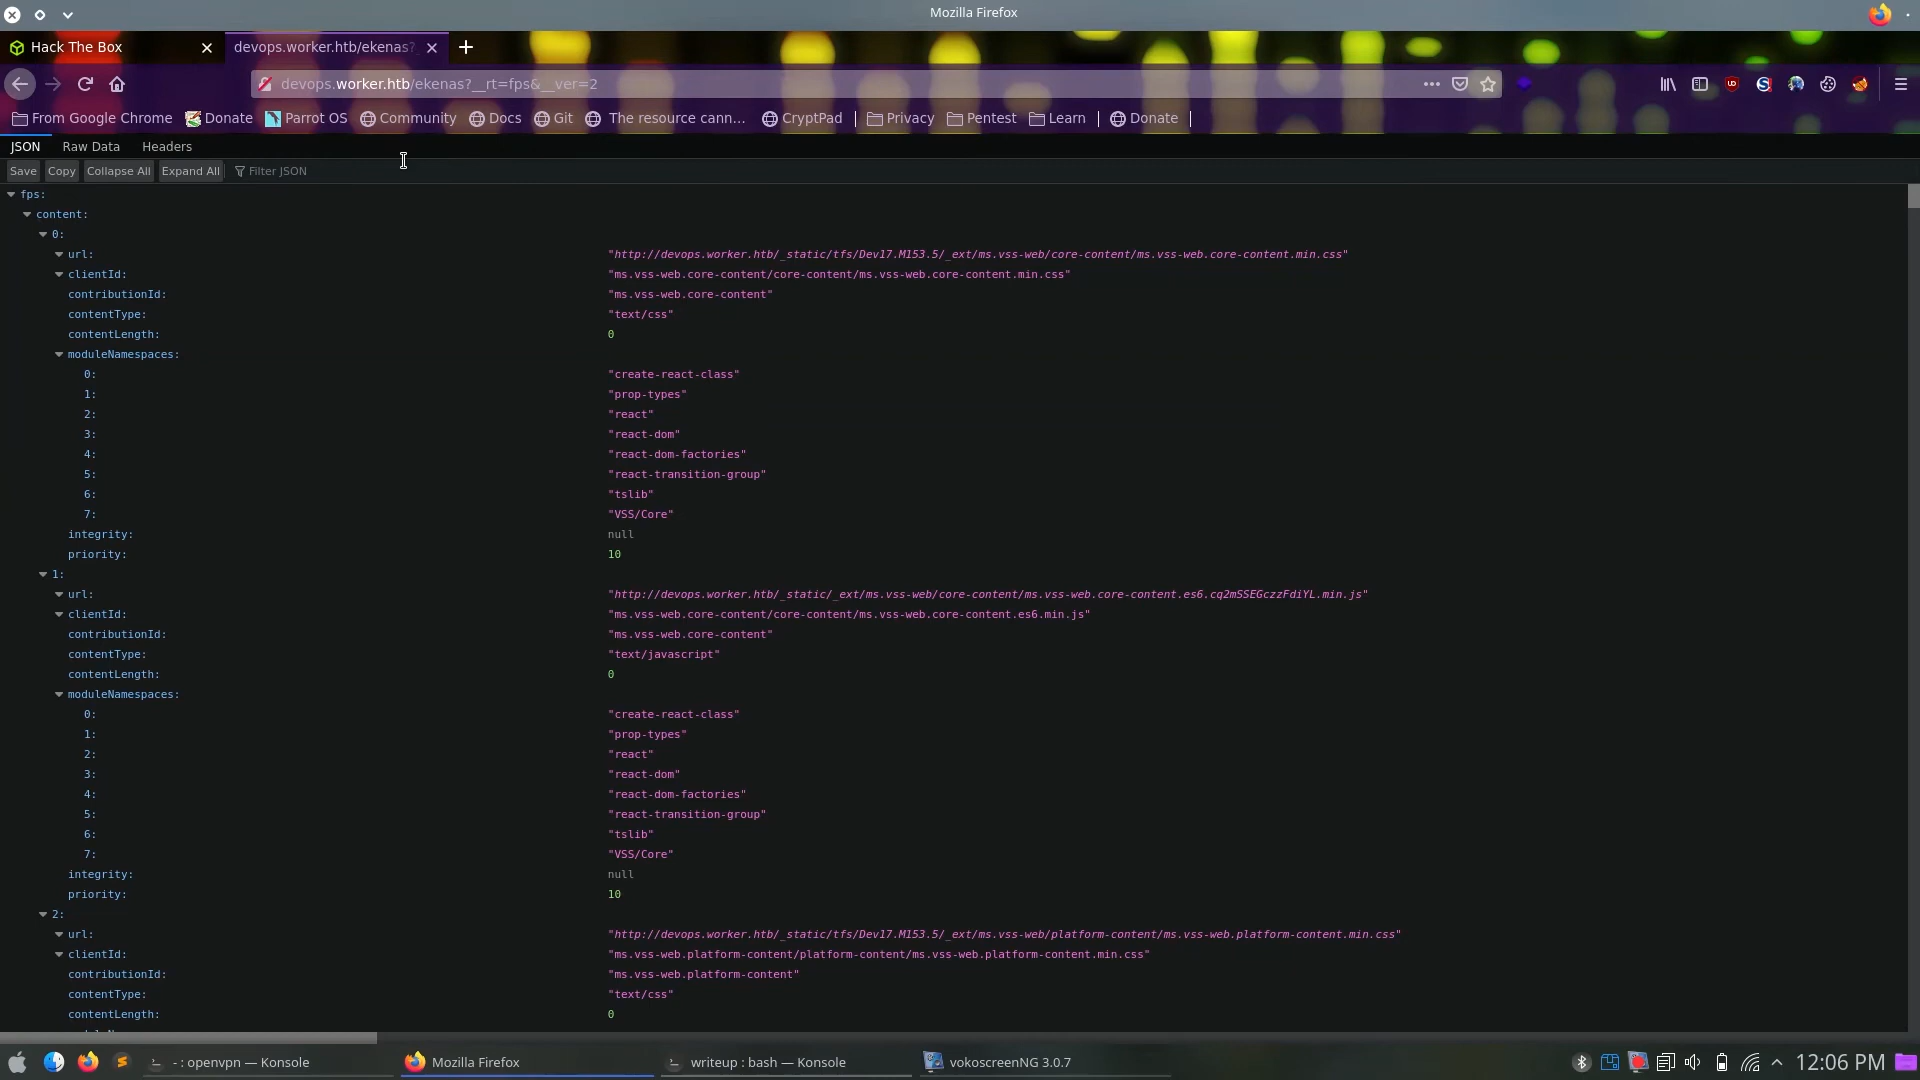 Mozilla Firefox
Hack The Box
devops.worker.htb/ekenas?
devops.worker.htb/ekenas?__rt=fps&__ver=2
From Google Chrome Donate Parrot OS Community Docs Git The resource cann… CryptPad Privacy Pentest Learn Donate
JSON Raw Data Headers
Save Copy Collapse All Expand All Filter JSON
fps:
content:
0:
url: "http://devops.worker.htb/_static/tfs/Dev17.M153.5/_ext/ms.vss-web/core-content/ms.vss-web.core-content.min.css"
clientId: "ms.vss-web.core-content/core-content/ms.vss-web.core-content.min.css"
contributionId: "ms.vss-web.core-content"
contentType: "text/css"
contentLength: 0
moduleNamespaces:
0: "create-react-class"
1: "prop-types"
2: "react"
3: "react-dom"
4: "react-dom-factories"
5: "react-transition-group"
6: "tslib"
7: "VSS/Core"
integrity: null
priority: 10
1:
url: "http://devops.worker.htb/_static/_ext/ms.vss-web/core-content/ms.vss-web.core-content.es6.cq2mSSEGczzFdiYL.min.js"
clientId: "ms.vss-web.core-content/core-content/ms.vss-web.core-content.es6.min.js"
contributionId: "ms.vss-web.core-content"
contentType: "text/javascript"
contentLength: 0
moduleNamespaces:
0: "create-react-class"
1: "prop-types"
2: "react"
3: "react-dom"
4: "react-dom-factories"
5: "react-transition-group"
6: "tslib"
7: "VSS/Core"
integrity: null
priority: 10
2:
url: "http://devops.worker.htb/_static/tfs/Dev17.M153.5/_ext/ms.vss-web/platform-content/ms.vss-web.platform-content.min.css"
clientId: "ms.vss-web.platform-content/platform-content/ms.vss-web.platform-content.min.css"
contributionId: "ms.vss-web.platform-content"
contentType: "text/css"
contentLength: 0
- : openvpn — Konsole Mozilla Firefox writeup : bash — Konsole vokoscreenNG 3.0.7 12:06 PM